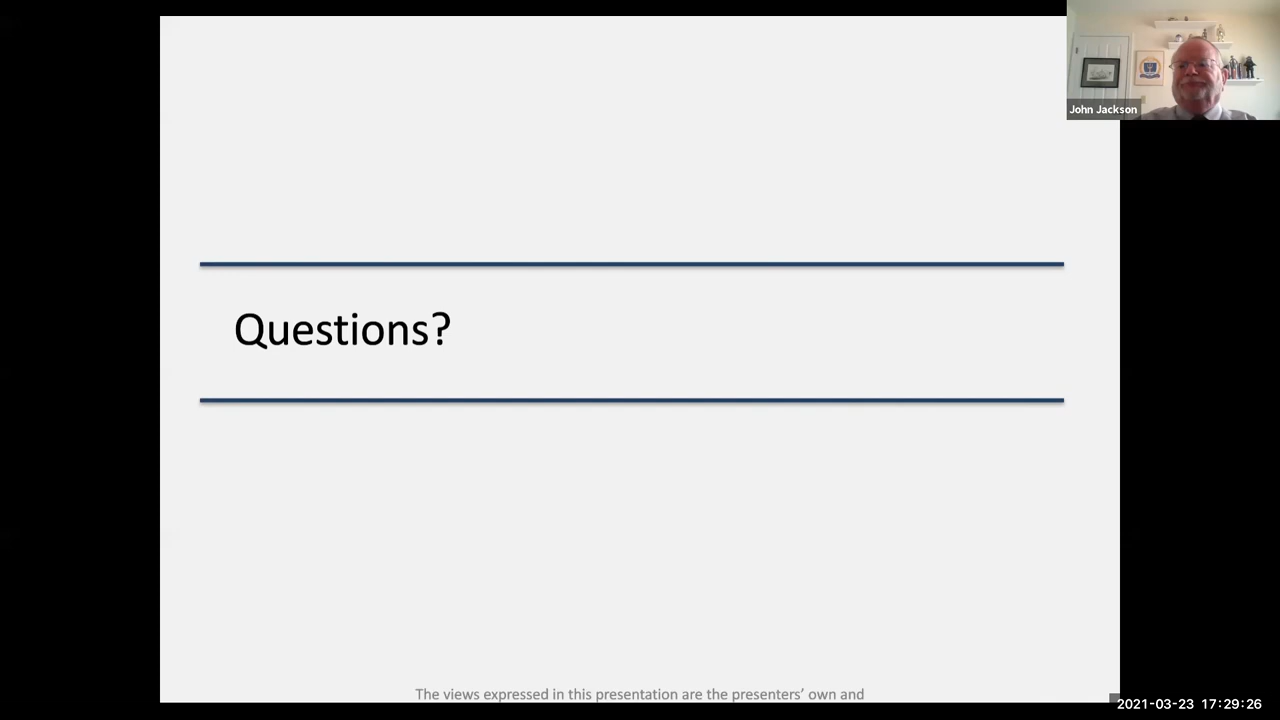 John Jackson
Questions?
The views expressed in this presentation are the presenters’ own and
2021-03-23 17:29:26